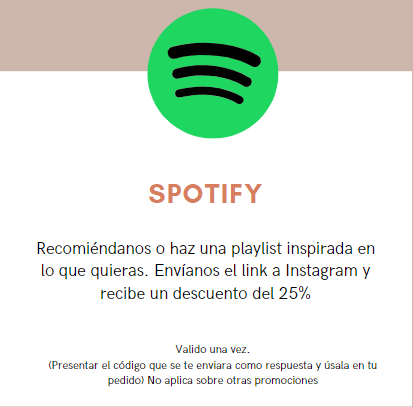 SPOTIFY
Recomiéndanos o haz una playlist inspirada en
lo que quieras. Envíanos el link a Instagram y
recibe un descuento del 25%
Valido una vez.
(Presentar el código que se te enviara como respuesta y úsala en tu
pedido) No aplica sobre otras promociones